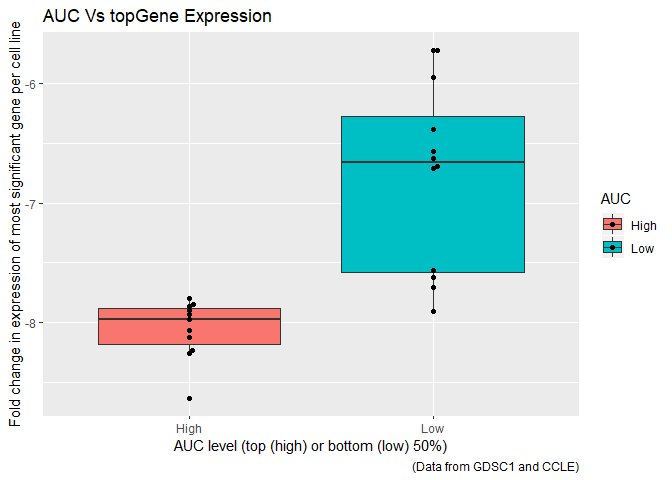 AUC Vs topGene Expression
Fold change in expression of most significant gene per cell line
-6
-7
-8
High
Low
AUC level (top (high) or bottom (low) 50%)
(Data from GDSC1 and CCLE)
AUC
High
Low